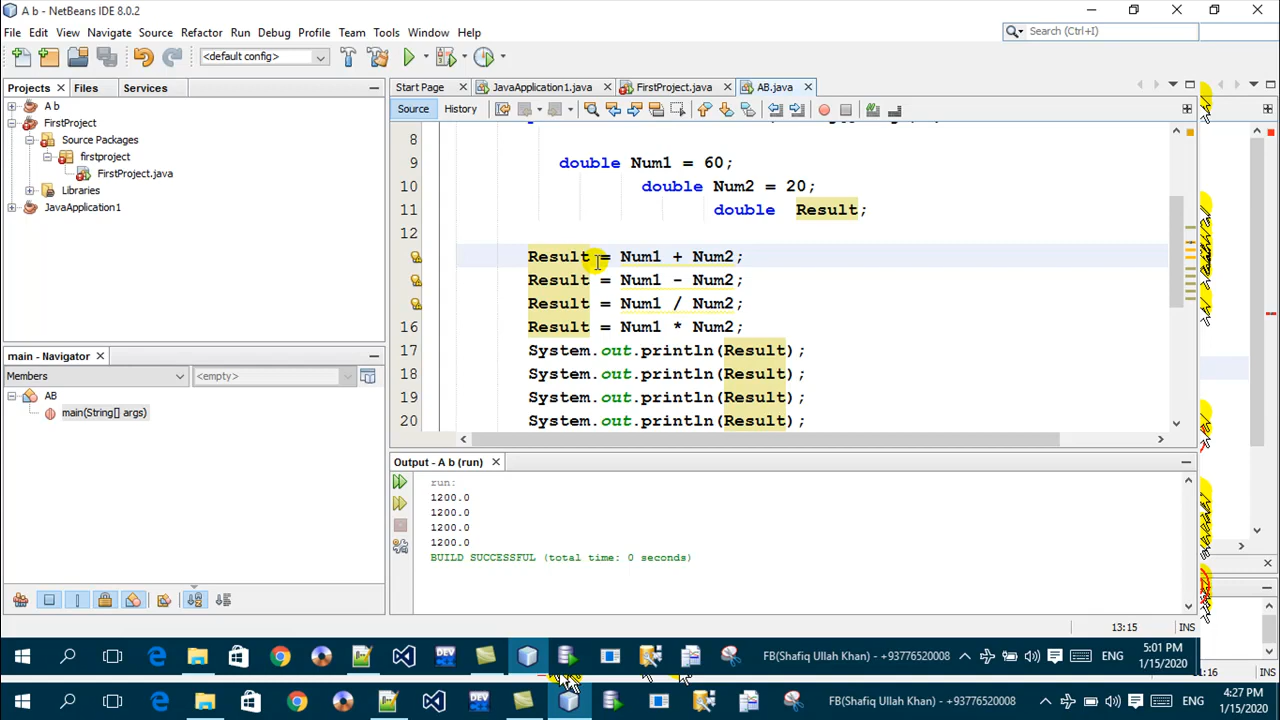 A b - NetBeans IDE 8.0.2
File Edit View Navigate Source Refactor Run Debug Profile Team Tools Window Help
Search (Ctrl+I)
<default config>
Projects Files Services
Start Page JavaApplication1.java FirstProject.java AB.java
Source History
A b
FirstProject
Source Packages
firstproject
FirstProject.java
Libraries
JavaApplication1
8
9 double Num1 = 60;
10 double Num2 = 20;
11 double Result;
12
Result = Num1 + Num2;
Result = Num1 - Num2;
Result = Num1 / Num2;
16 Result = Num1 * Num2;
17 System.out.println(Result);
18 System.out.println(Result);
19 System.out.println(Result);
20 System.out.println(Result);
main - Navigator
Members <empty>
AB
main(String[] args)
Output - A b (run)
run:
1200.0
1200.0
1200.0
1200.0
BUILD SUCCESSFUL (total time: 0 seconds)
13:15 INS
FB(Shafiq Ullah Khan) - +93776520008 ENG 5:01 PM
1/15/2020
:16 INS
FB(Shafiq Ullah Khan) - +93776520008 ENG 4:27 PM
1/15/2020